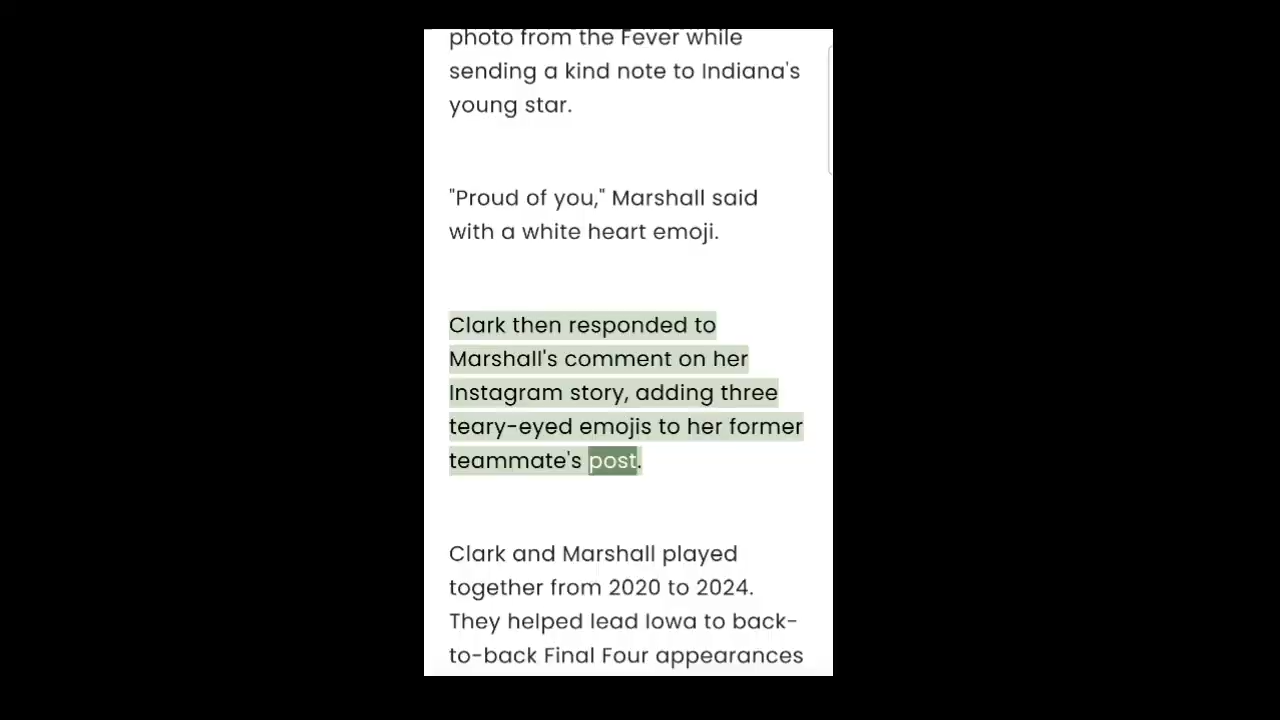 photo from the Fever while
sending a kind note to Indiana's
young star.
"Proud of you," Marshall said
with a white heart emoji.
Clark then responded to
Marshall's comment on her
Instagram story, adding three
teary-eyed emojis to her former
teammate's post.
Clark and Marshall played
together from 2020 to 2024.
They helped lead Iowa to back-
to-back Final Four appearances